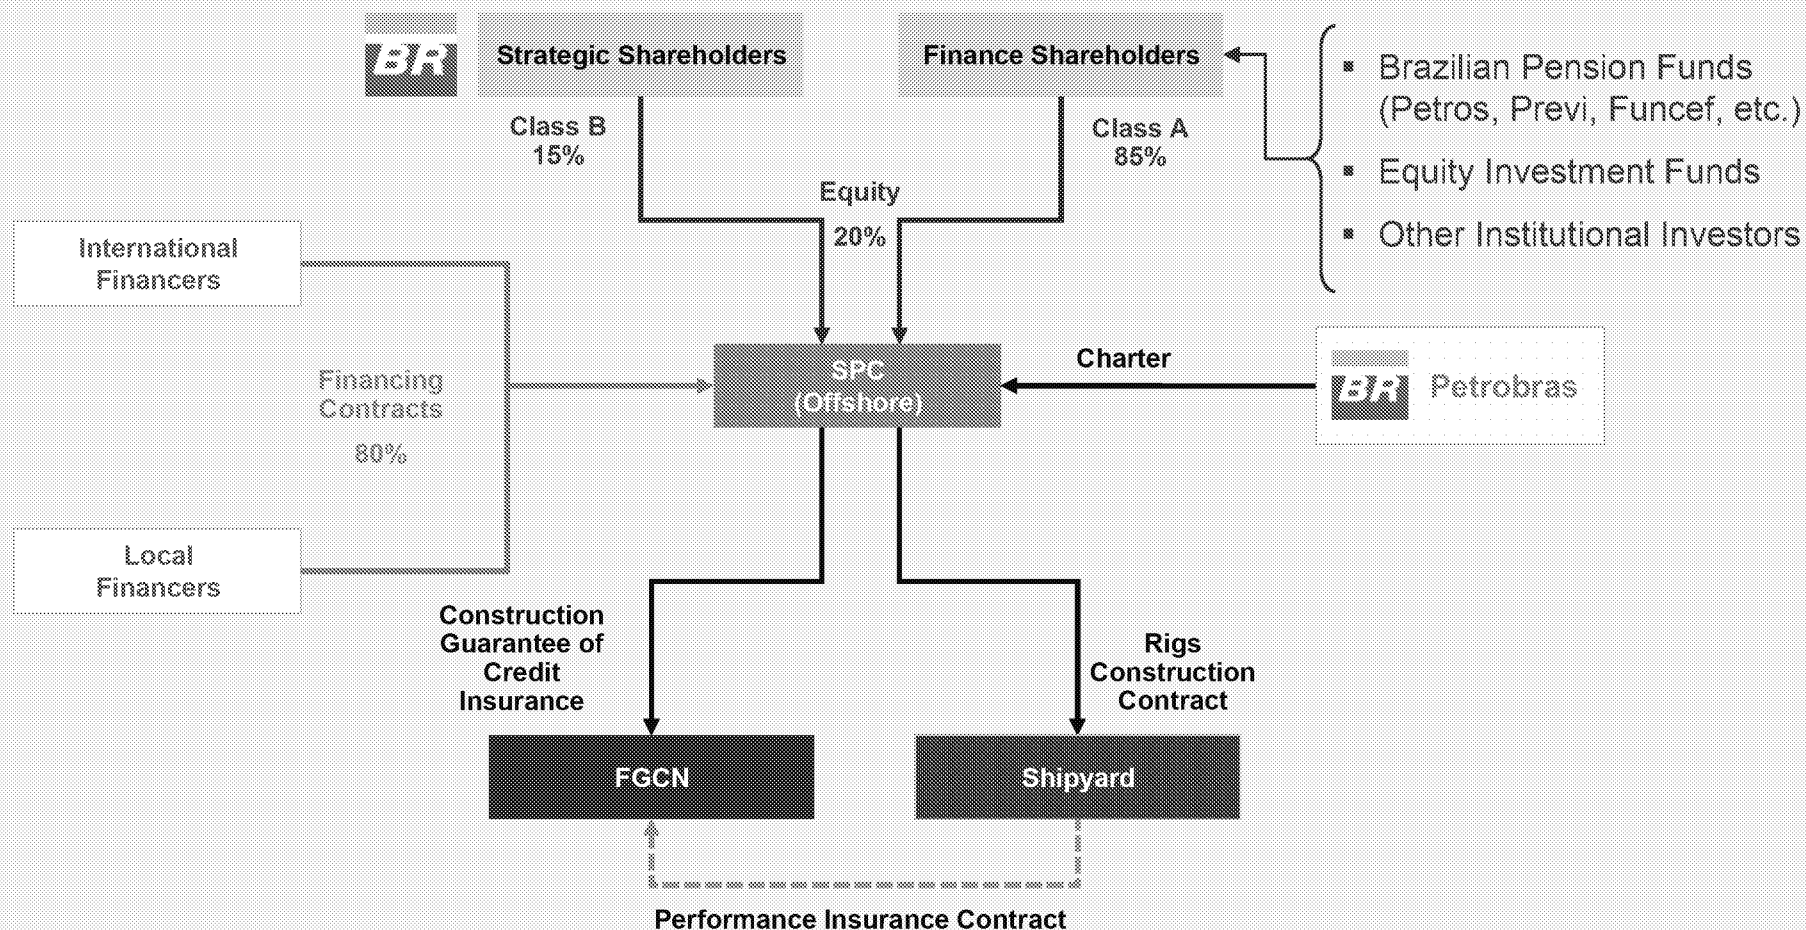 BR
Strategic Shareholders
Finance Shareholders
▪ Brazilian Pension Funds
(Petros, Previ, Funcef, etc.)
▪ Equity Investment Funds
▪ Other Institutional Investors
Class B
15%
Class A
85%
Equity
20%
International
Financers
Financing
Contracts
80%
SPC
(Offshore)
Charter
BR Petrobras
Local
Financers
Construction
Guarantee of
Credit
Insurance
Rigs
Construction
Contract
FGCN
Shipyard
Performance Insurance Contract